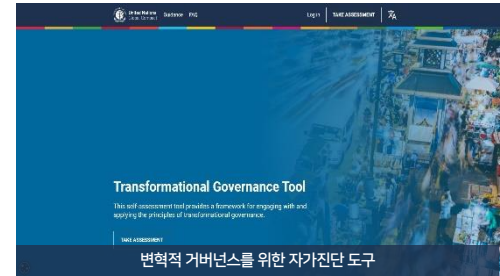 United Nations
Global Compact
Guidance FAQ
Log in
TAKE ASSESSMENT
Transformational Governance Tool
This self-assessment tool provides a framework for engaging with and
applying the principles of transformational governance.
TAKE ASSESSMENT
변혁적 거버넌스를 위한 자가진단 도구